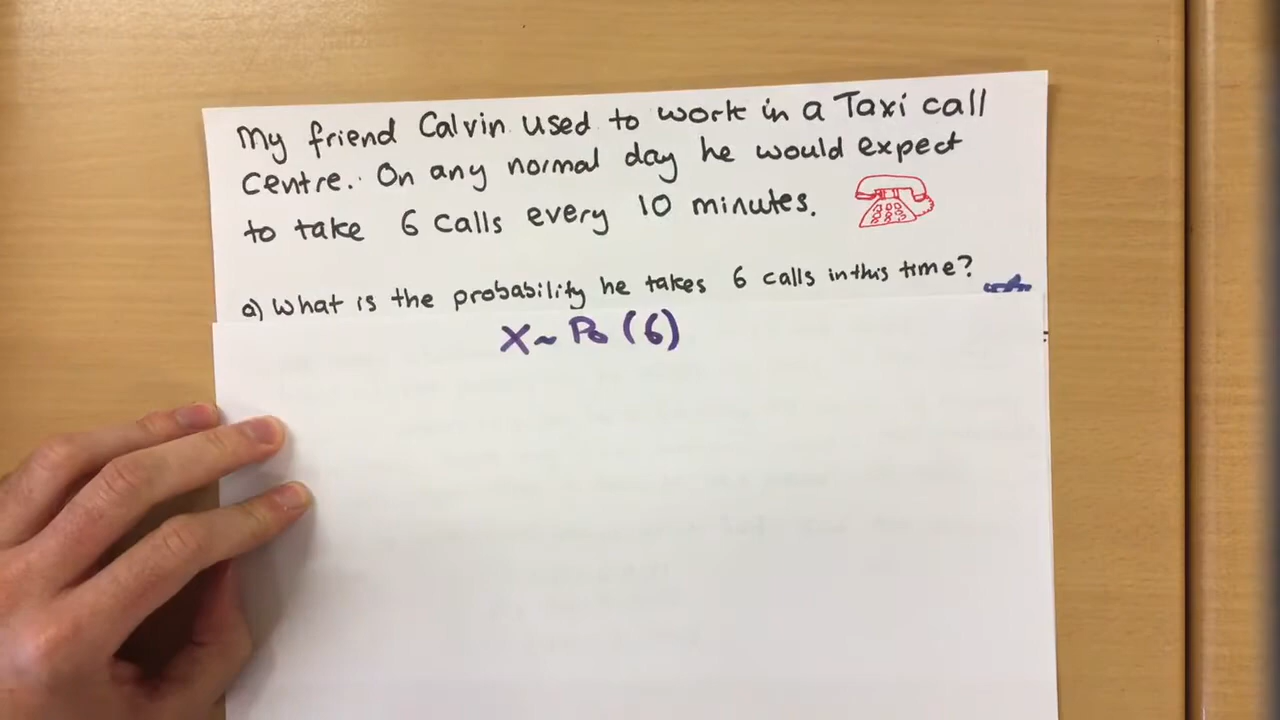 My friend Calvin used to work in a Taxi call
centre. On any normal day he would expect
to take 6 calls every 10 minutes.
a) What is the probability he takes 6 calls in this time?
X~ Po (6)